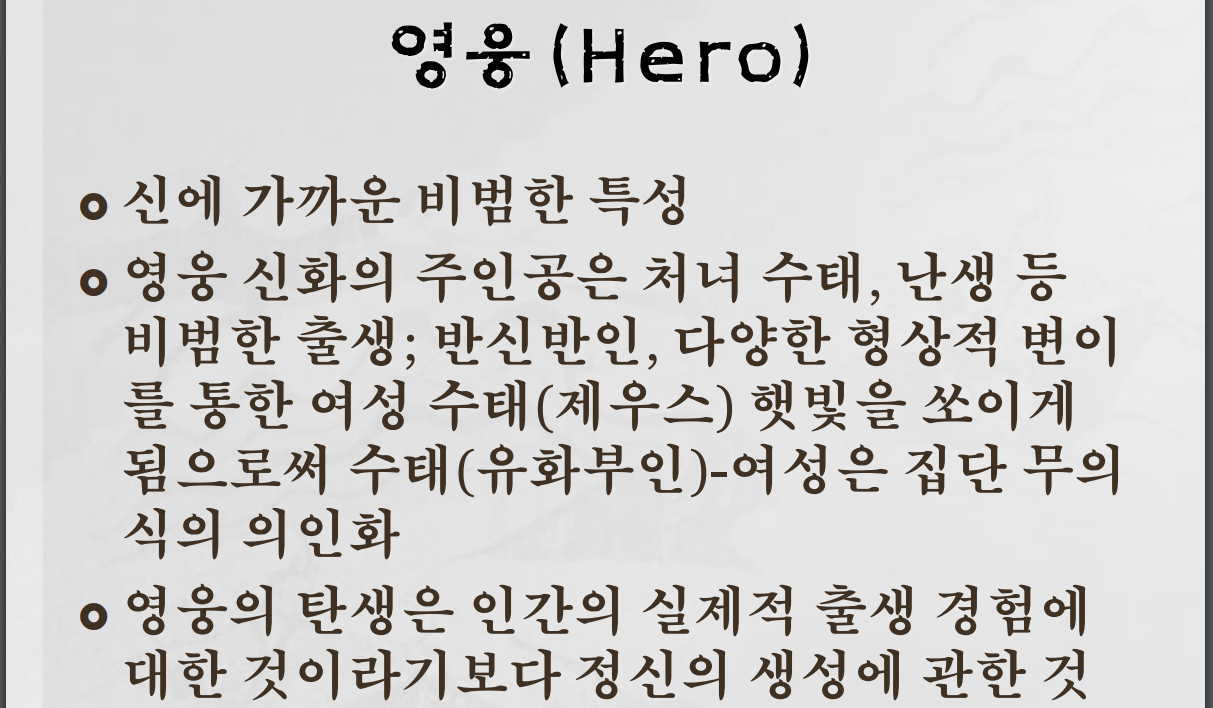 영웅(Hero)
신에 가까운 비범한 특성
영웅 신화의 주인공은 처녀 수태, 난생 등
비범한 출생; 반신반인, 다양한 형상적 변이
를 통한 여성 수태(제우스) 햇빛을 쏘이게
됨으로써 수태(유화부인)-여성은 집단 무의
식의 의인화
영웅의 탄생은 인간의 실제적 출생 경험에
대한 것이라기보다 정신의 생성에 관한 것